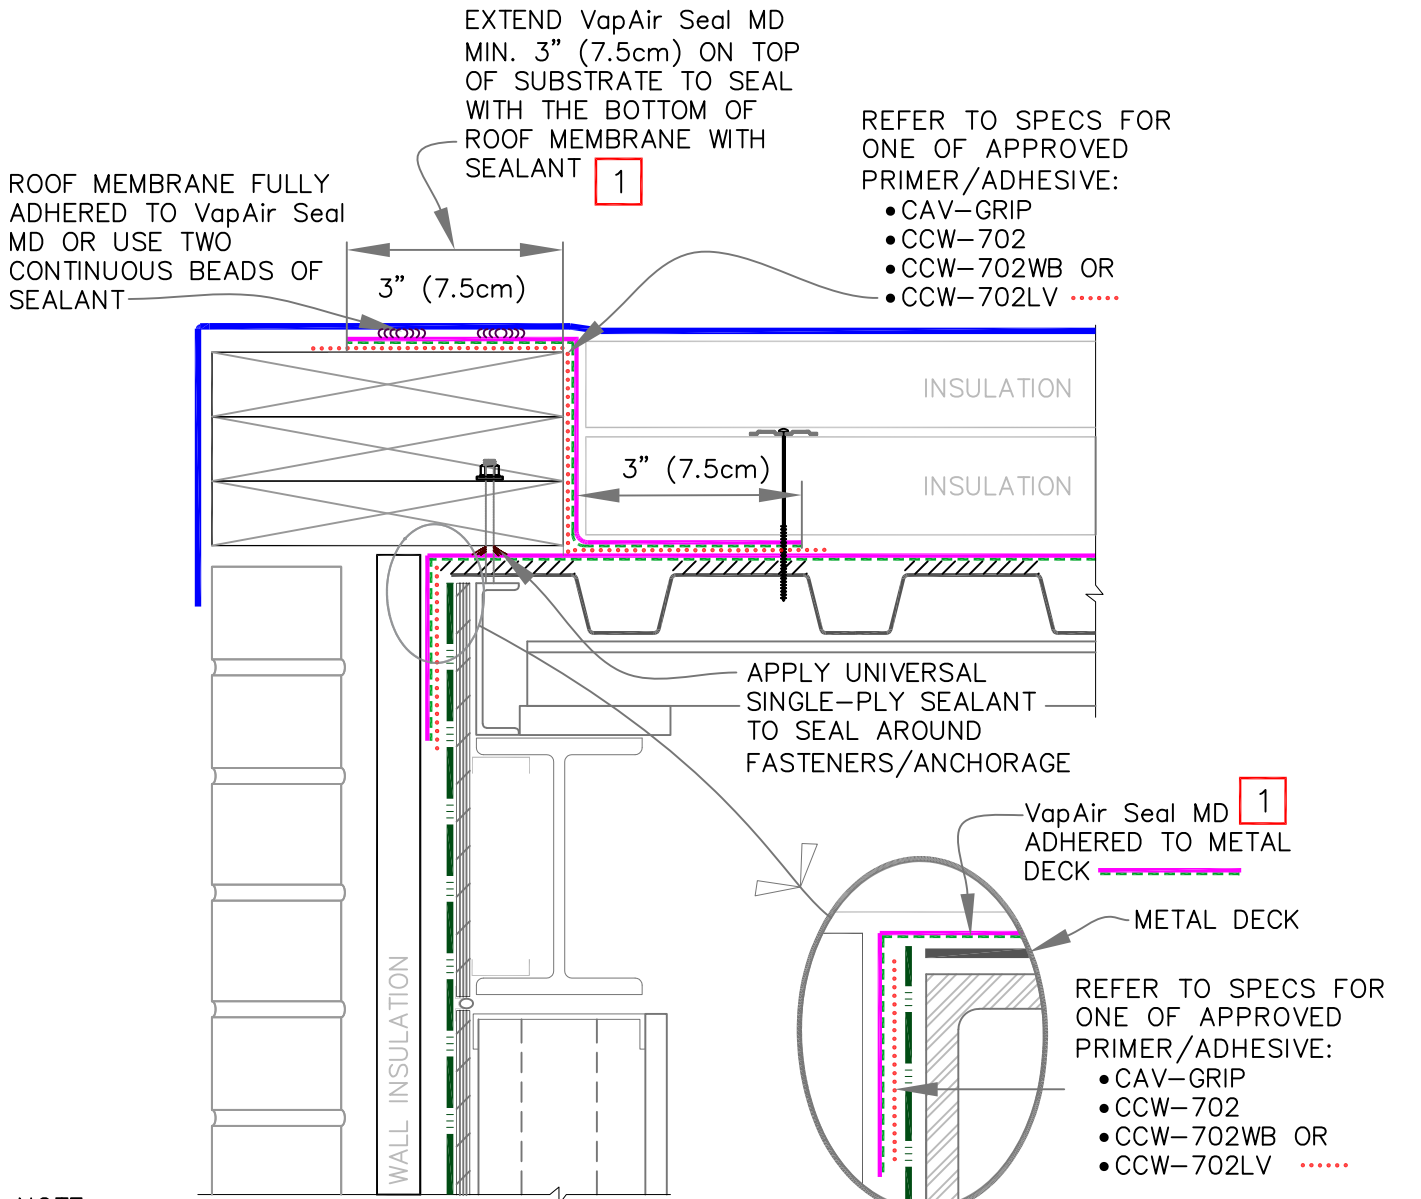 EXTEND VapAir Seal MD
MIN. 3” (7.5cm) ON TOP
OF SUBSTRATE TO SEAL
WITH THE BOTTOM OF
ROOF MEMBRANE WITH
SEALANT 1
REFER TO SPECS FOR
ONE OF APPROVED
PRIMER/ADHESIVE:
•CAV-GRIP
•CCW-702
•CCW-702WB OR
•CCW-702LV
ROOF MEMBRANE FULLY
ADHERED TO VapAir Seal
MD OR USE TWO
CONTINUOUS BEADS OF
SEALANT
3” (7.5cm)
INSULATION
3” (7.5cm)
INSULATION
APPLY UNIVERSAL
SINGLE-PLY SEALANT
TO SEAL AROUND
FASTENERS/ANCHORAGE
VapAir Seal MD 1
ADHERED TO METAL
DECK
METAL DECK
WALL INSULATION
REFER TO SPECS FOR
ONE OF APPROVED
PRIMER/ADHESIVE:
•CAV-GRIP
•CCW-702
•CCW-702WB OR
•CCW-702LV